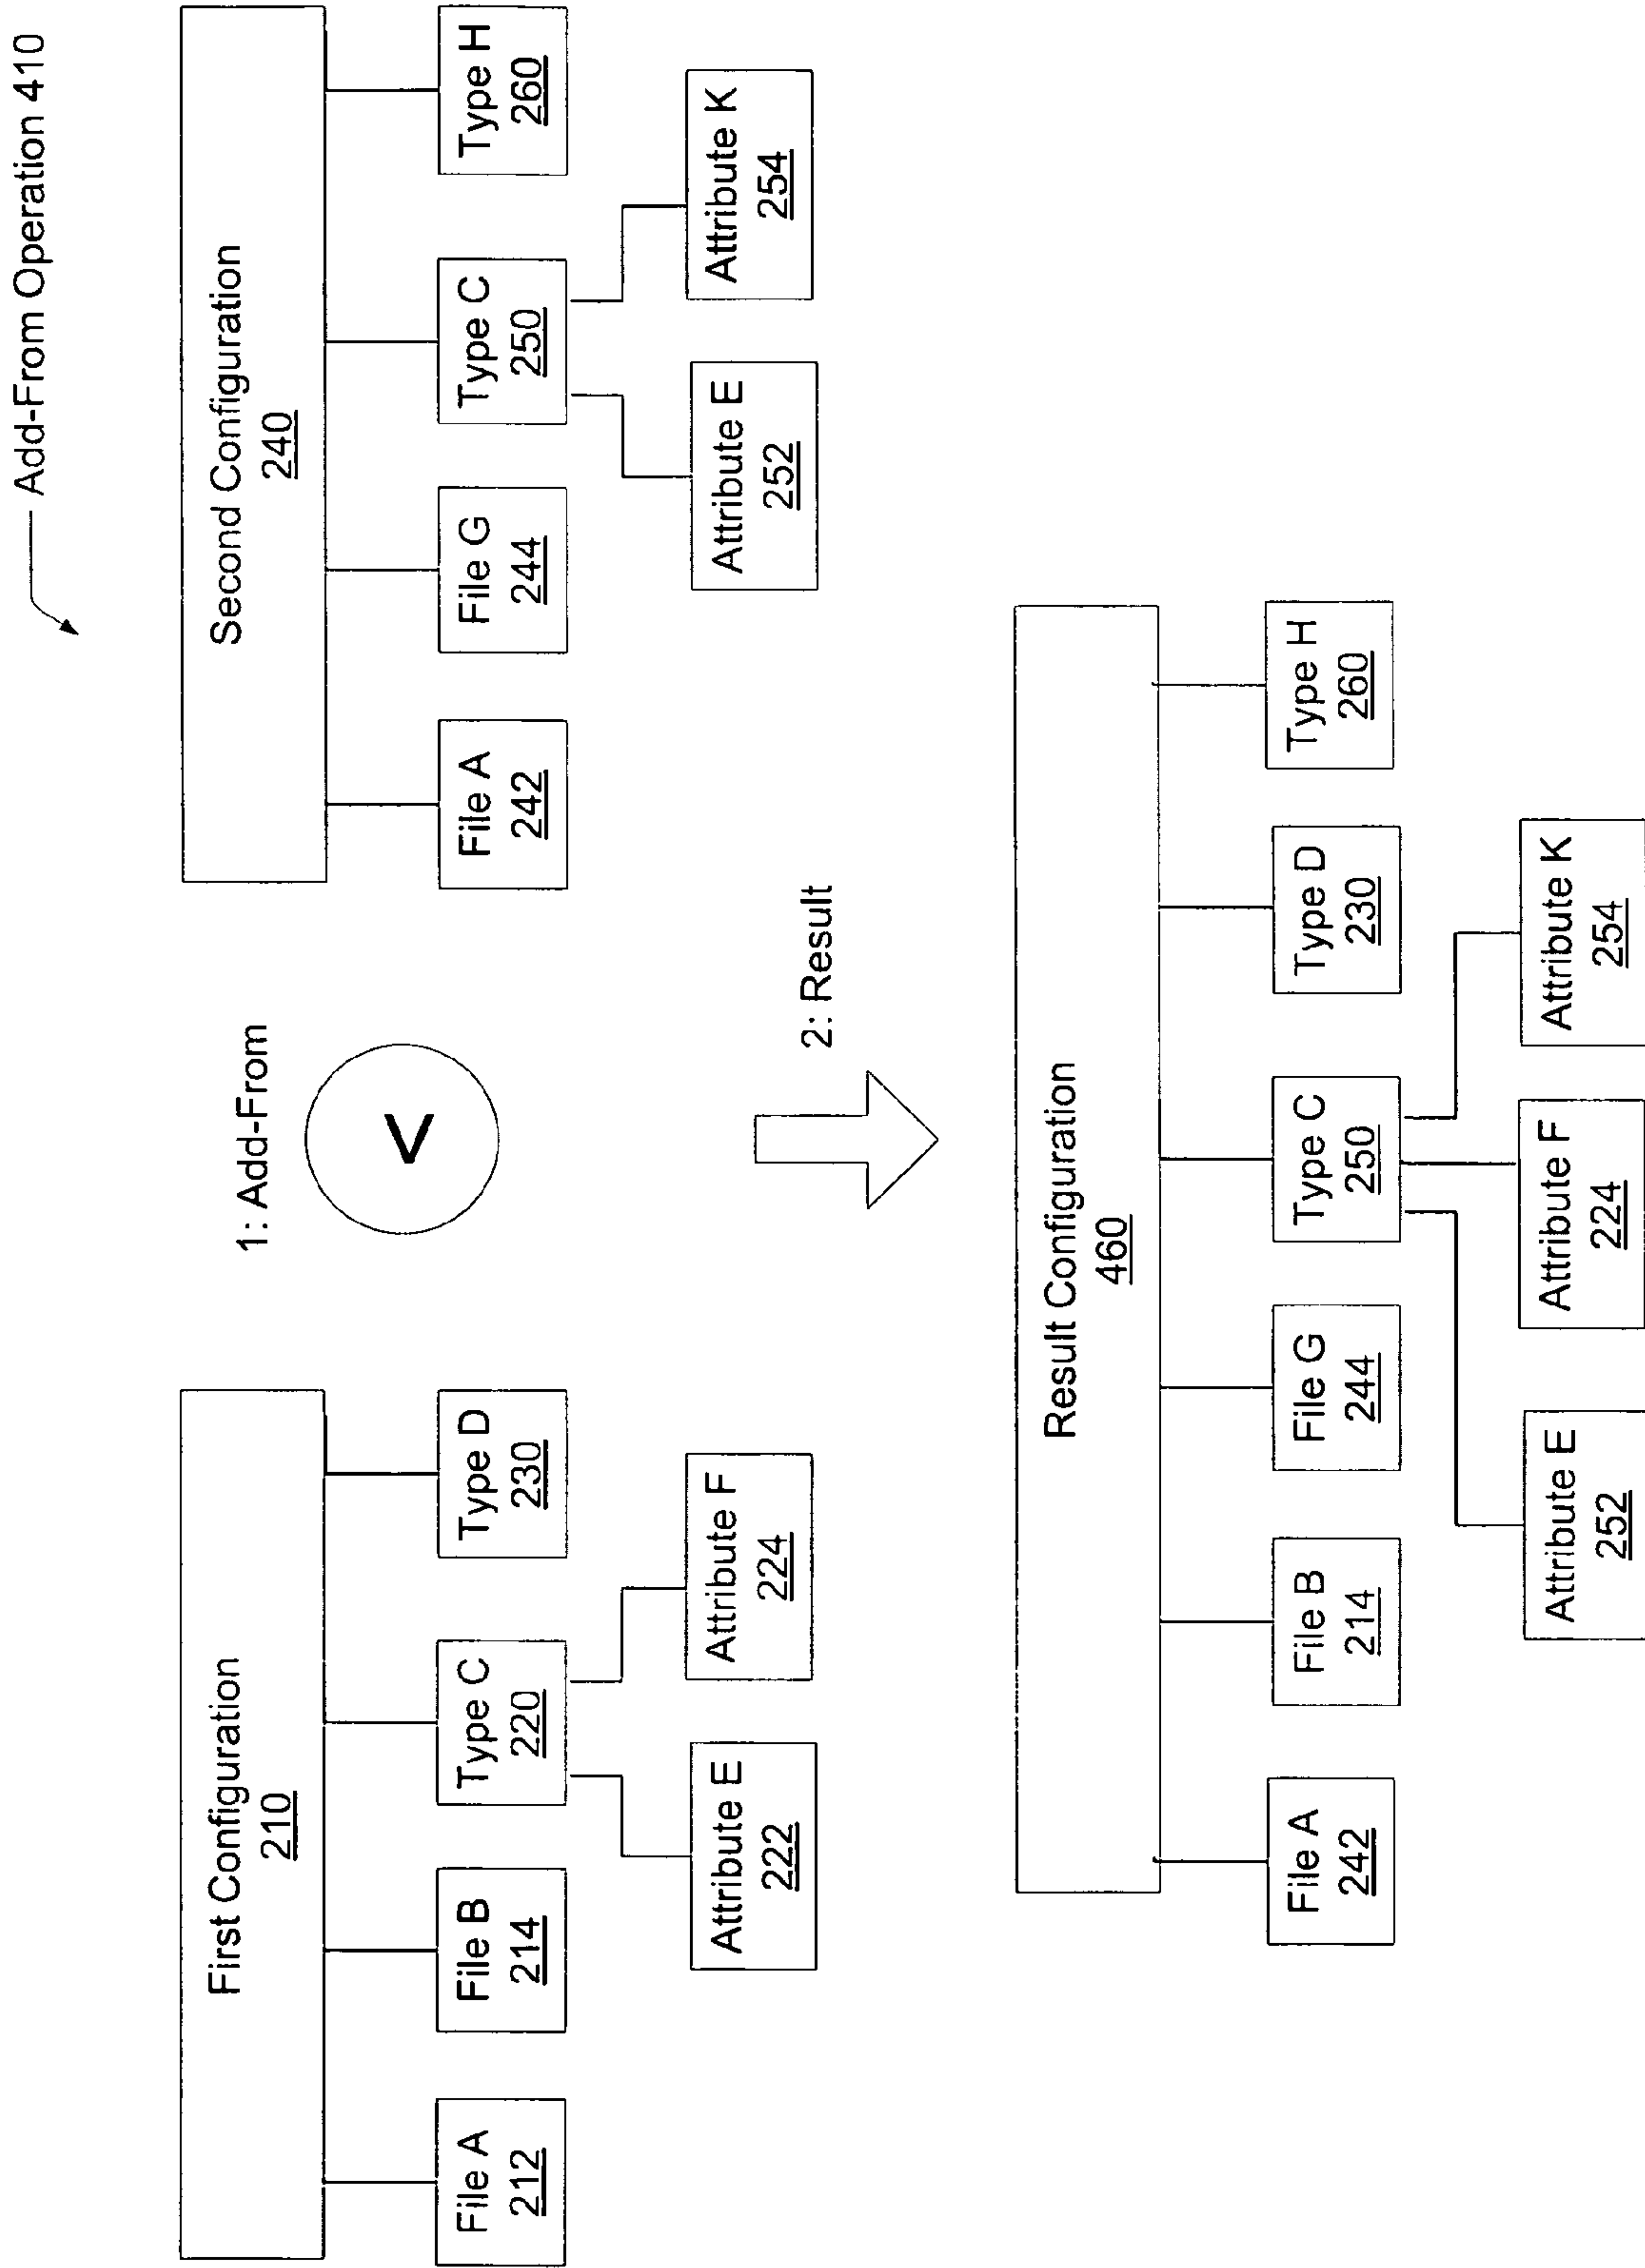 Add-From Operation 410
First Configuration
210
File A
212
File B
214
Type C
220
Type D
230
Attribute E
222
Attribute F
224
1: Add-From
<
Second Configuration
240
File A
242
File G
244
Type C
250
Type H
260
Attribute E
252
Attribute K
254
2: Result
Result Configuration
460
File A
242
File B
214
File G
244
Type C
250
Type D
230
Type H
260
Attribute E
252
Attribute F
224
Attribute K
254